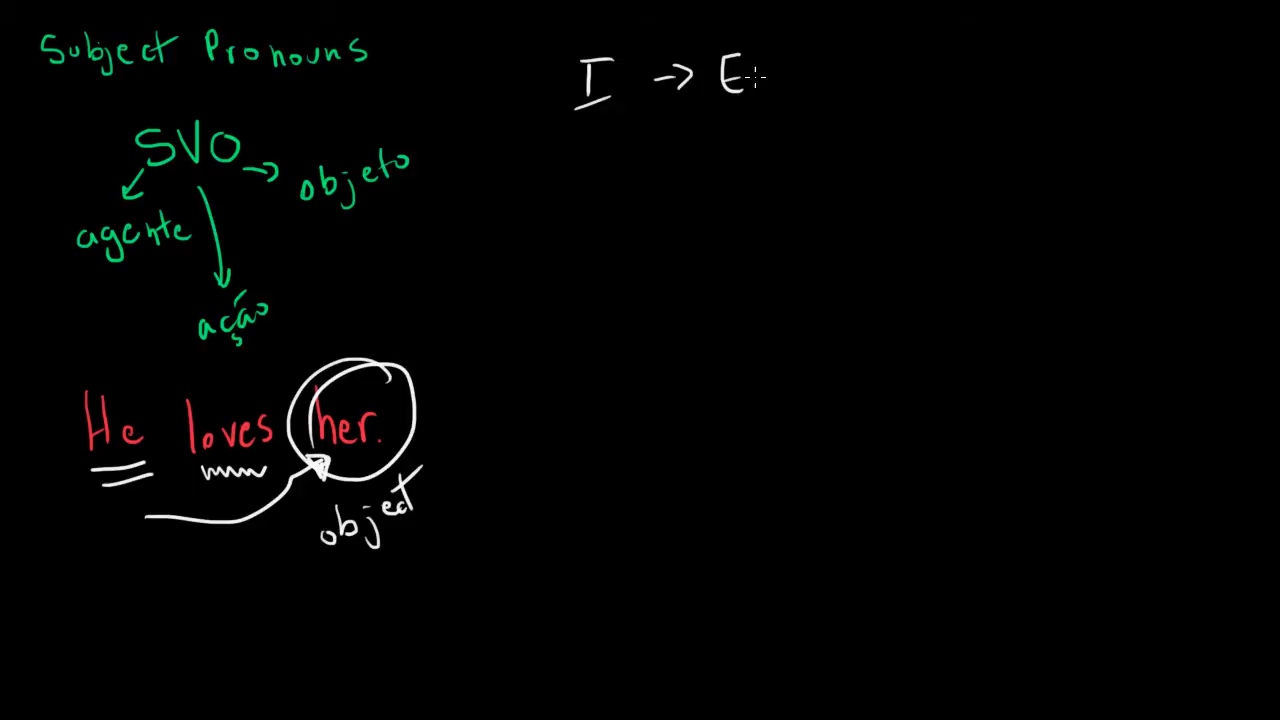 Subject Pronouns
SVO
→ objeto
agente
ação
He loves her.
object
I → E